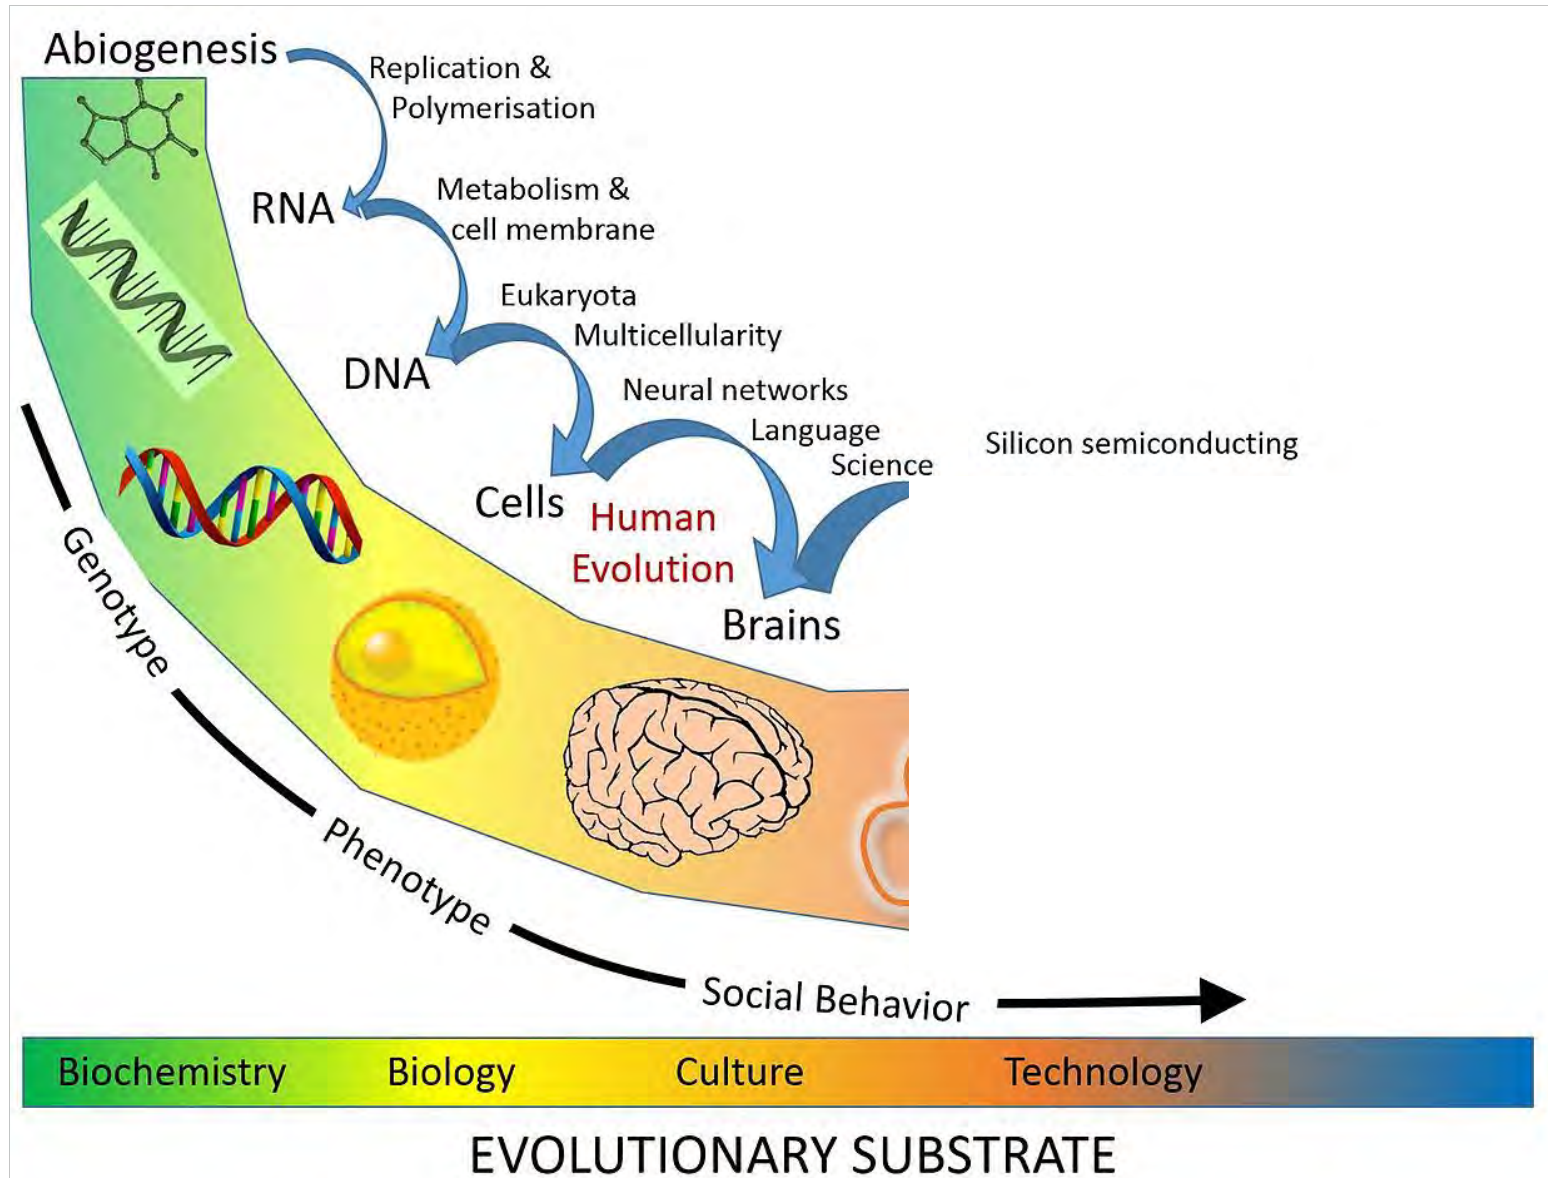 Abiogenesis
Replication &
Polymerisation
RNA
Metabolism &
cell membrane
DNA
Eukaryota
Multicellularity
Cells
Neural networks
Language
Science
Silicon semiconducting
Human
Evolution
Brains
Genotype
Phenotype
Social Behavior
Biochemistry
Biology
Culture
Technology
EVOLUTIONARY SUBSTRATE